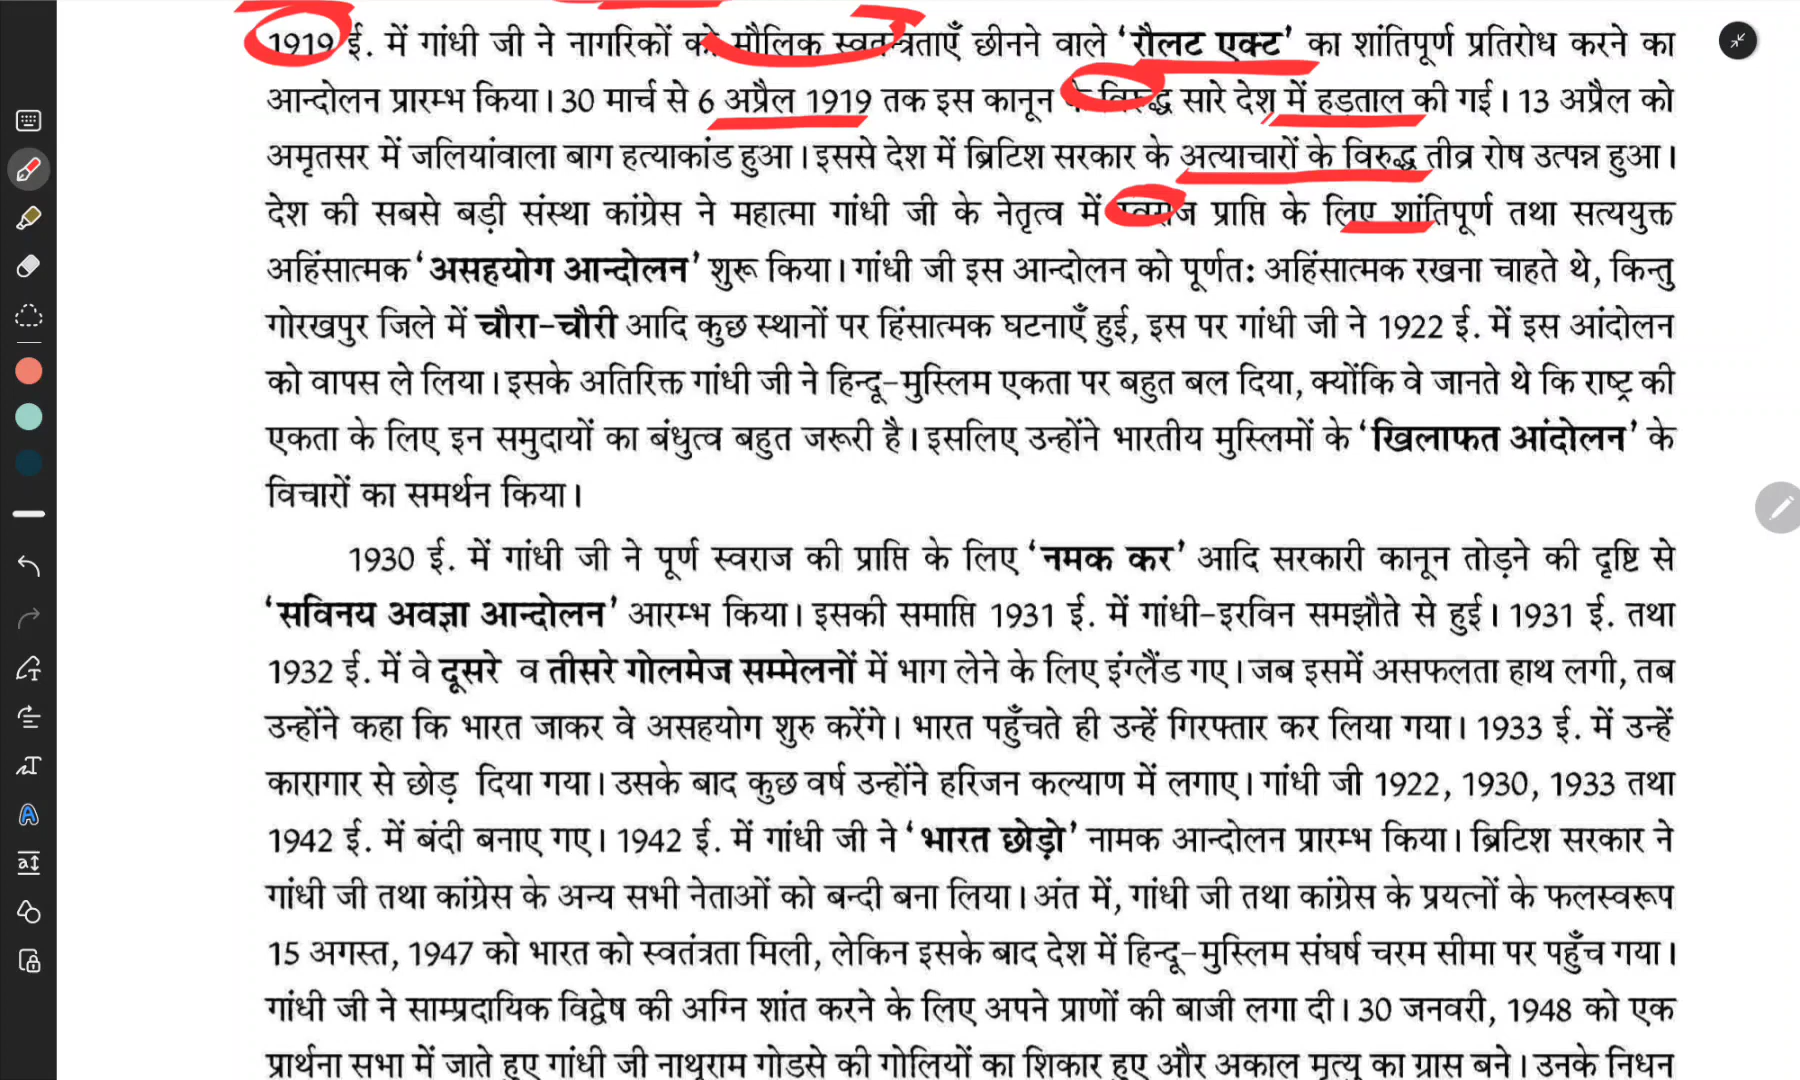 1919 ई. में गांधी जी ने नागरिकों को मौलिक स्वतन्त्रताएँ छीनने वाले ‘रौलट एक्ट’ का शांतिपूर्ण प्रतिरोध करने का
आन्दोलन प्रारम्भ किया। 30 मार्च से 6 अप्रैल 1919 तक इस कानून के विरुद्ध सारे देश में हड़ताल की गई। 13 अप्रैल को
अमृतसर में जलियांवाला बाग हत्याकांड हुआ। इससे देश में ब्रिटिश सरकार के अत्याचारों के विरुद्ध तीव्र रोष उत्पन्न हुआ।
देश की सबसे बड़ी संस्था कांग्रेस ने महात्मा गांधी जी के नेतृत्व में स्वराज प्राप्ति के लिए शांतिपूर्ण तथा सत्ययुक्त
अहिंसात्मक ‘असहयोग आन्दोलन’ शुरू किया। गांधी जी इस आन्दोलन को पूर्णत: अहिंसात्मक रखना चाहते थे, किन्तु
गोरखपुर जिले में चौरा-चौरी आदि कुछ स्थानों पर हिंसात्मक घटनाएँ हुई, इस पर गांधी जी ने 1922 ई. में इस आंदोलन
को वापस ले लिया। इसके अतिरिक्त गांधी जी ने हिन्दू-मुस्लिम एकता पर बहुत बल दिया, क्योंकि वे जानते थे कि राष्ट्र की
एकता के लिए इन समुदायों का बंधुत्व बहुत जरूरी है। इसलिए उन्होंने भारतीय मुस्लिमों के ‘खिलाफत आंदोलन’ के
विचारों का समर्थन किया।
1930 ई. में गांधी जी ने पूर्ण स्वराज की प्राप्ति के लिए ‘नमक कर’ आदि सरकारी कानून तोड़ने की दृष्टि से
‘सविनय अवज्ञा आन्दोलन’ आरम्भ किया। इसकी समाप्ति 1931 ई. में गांधी-इरविन समझौते से हुई। 1931 ई. तथा
1932 ई. में वे दूसरे व तीसरे गोलमेज सम्मेलनों में भाग लेने के लिए इंग्लैंड गए। जब इसमें असफलता हाथ लगी, तब
उन्होंने कहा कि भारत जाकर वे असहयोग शुरु करेंगे। भारत पहुँचते ही उन्हें गिरफ्तार कर लिया गया। 1933 ई. में उन्हें
कारागार से छोड़ दिया गया। उसके बाद कुछ वर्ष उन्होंने हरिजन कल्याण में लगाए। गांधी जी 1922, 1930, 1933 तथा
1942 ई. में बंदी बनाए गए। 1942 ई. में गांधी जी ने ‘भारत छोड़ो’ नामक आन्दोलन प्रारम्भ किया। ब्रिटिश सरकार ने
गांधी जी तथा कांग्रेस के अन्य सभी नेताओं को बन्दी बना लिया। अंत में, गांधी जी तथा कांग्रेस के प्रयत्नों के फलस्वरूप
15 अगस्त, 1947 को भारत को स्वतंत्रता मिली, लेकिन इसके बाद देश में हिन्दू-मुस्लिम संघर्ष चरम सीमा पर पहुँच गया।
गांधी जी ने साम्प्रदायिक विद्वेष की अग्नि शांत करने के लिए अपने प्राणों की बाजी लगा दी। 30 जनवरी, 1948 को एक
प्रार्थना सभा में जाते हुए गांधी जी नाथूराम गोडसे की गोलियों का शिकार हुए और अकाल मृत्यु का ग्रास बने। उनके निधन